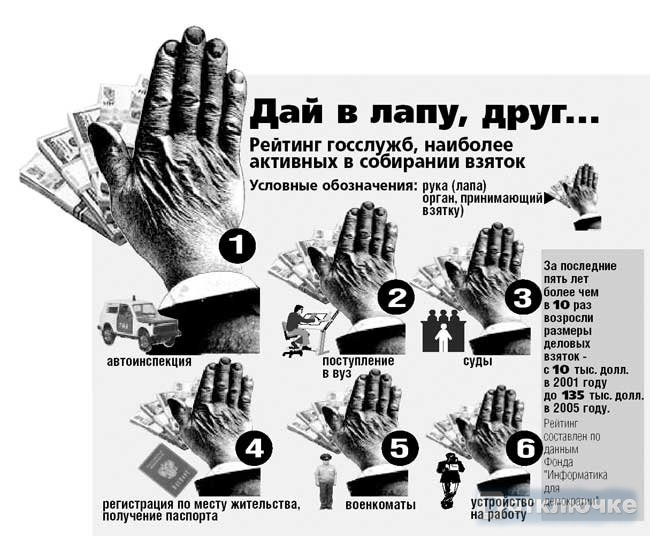 Дай в лапу, друг...
Рейтинг госслужб, наиболее
активных в собирании взяток
Условные обозначения: рука (лапа)
орган, принимающий
взятку)
1
автоинспекция
2
поступление
в вуз
3
суды
За последние
пять лет
более чем
в 10 раз
возросли
размеры
деловых
взяток -
с 10 тыс. долл.
в 2001 году
до 135 тыс. долл.
в 2005 году.
Рейтинг
составлен по
данным
Фонда
"Информатика
для
демократии"
4
регистрация по месту жительства,
получение паспорта
5
военкоматы
6
устройство
на работу